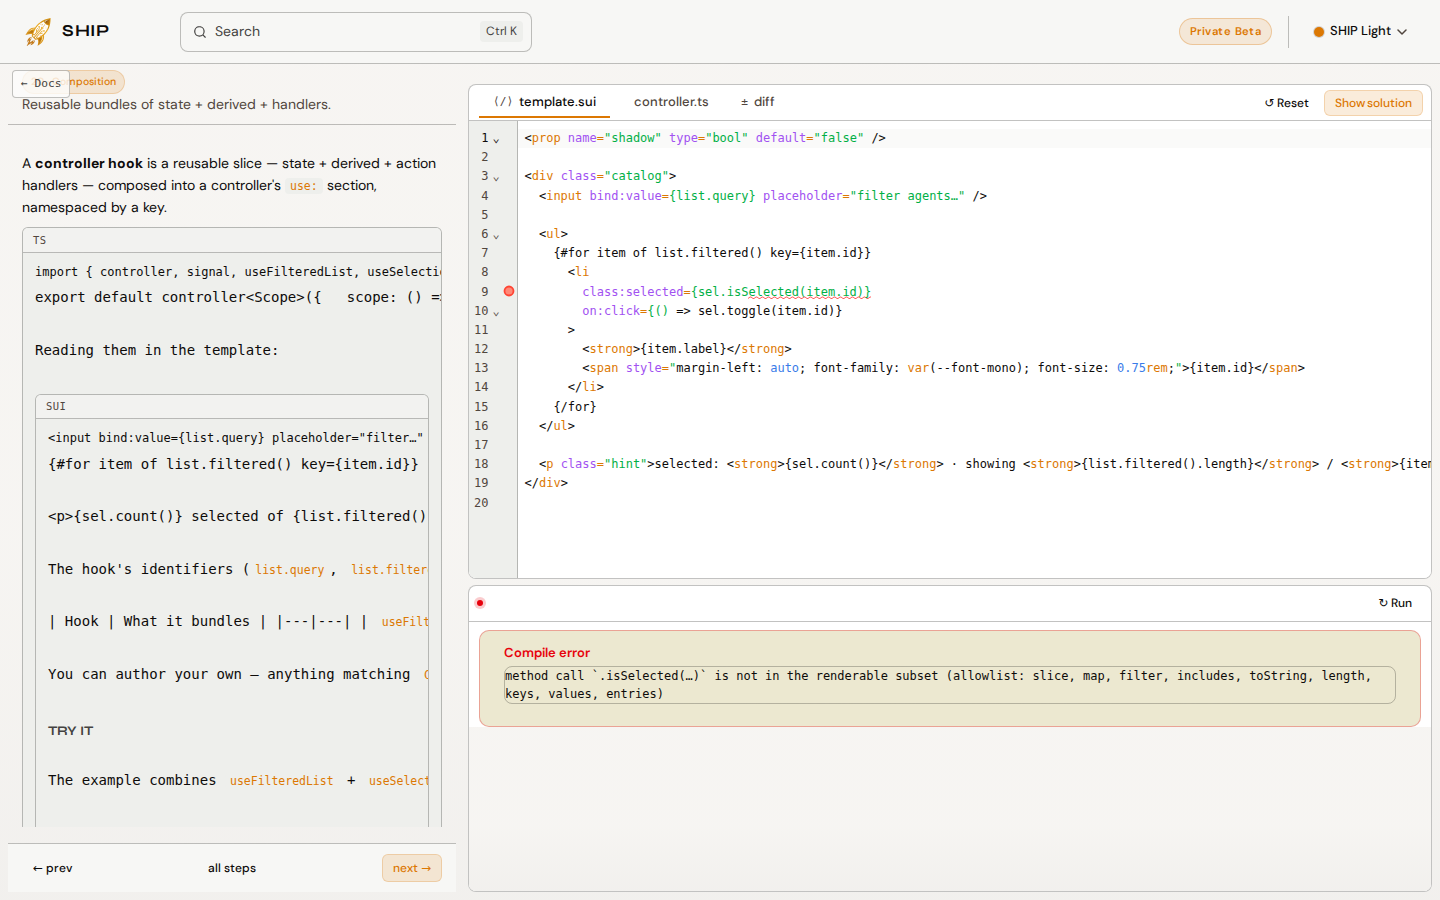 SHIP
Search
Ctrl K
Private Beta
SHIP Light
← Docs
mposition
Reusable bundles of state + derived + handlers.
A controller hook is a reusable slice — state + derived + action
handlers — composed into a controller's use: section,
namespaced by a key.
TS
import { controller, signal, useFilteredList, useSelectio
export default controller<Scope>({   scope: () =>
Reading them in the template:
SUI
<input bind:value={list.query} placeholder="filter…"
{#for item of list.filtered() key={item.id}}
<p>{sel.count()} selected of {list.filtered()
The hook's identifiers ( list.query , list.filter
| Hook | What it bundles | |---|---| | useFilt
You can author your own — anything matching
TRY IT
The example combines useFilteredList + useSelect
← prev
all steps
next →
⟨/⟩ template.sui
controller.ts
± diff
↺ Reset
Show solution
1 <prop name="shadow" type="bool" default="false" />
2
3 <div class="catalog">
4 <input bind:value={list.query} placeholder="filter agents…" />
5
6 <ul>
7 {#for item of list.filtered() key={item.id}}
8 <li
9 class:selected={sel.isSelected(item.id)}
10 on:click={() => sel.toggle(item.id)}
11 >
12 <strong>{item.label}</strong>
13 <span style="margin-left: auto; font-family: var(--font-mono); font-size: 0.75rem;">{item.id}</span>
14 </li>
15 {/for}
16 </ul>
17
18 <p class="hint">selected: <strong>{sel.count()}</strong> · showing <strong>{list.filtered().length}</strong> / <strong>{item
19 </div>
20
↻ Run
Compile error
method call `.isSelected(…)` is not in the renderable subset (allowlist: slice, map, filter, includes, toString, length,
keys, values, entries)